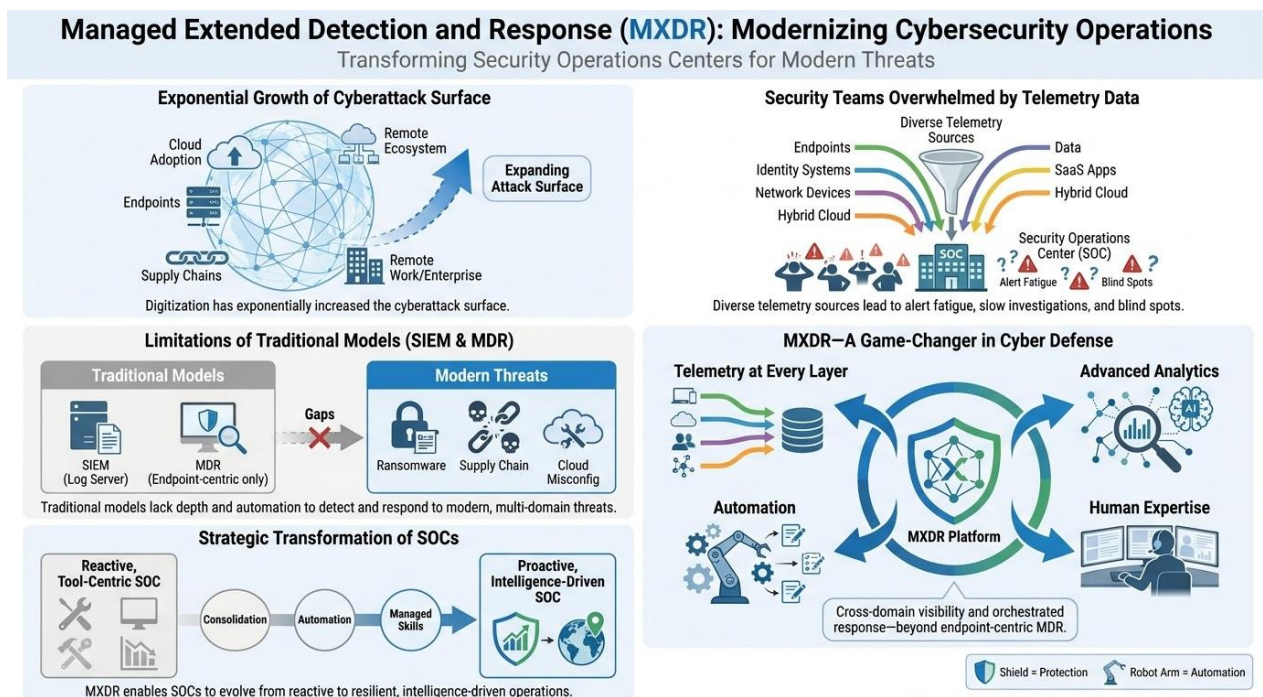 Managed Extended Detection and Response (MXDR): Modernizing Cybersecurity Operations
Transforming Security Operations Centers for Modern Threats
Exponential Growth of Cyberattack Surface
Cloud
Adoption
Remote
Ecosystem
Expanding
Attack Surface
Endpoints
Supply Chains
Remote
Work/Enterprise
Digitization has exponentially increased the cyberattack surface.
Security Teams Overwhelmed by Telemetry Data
Diverse Telemetry
Sources
Endpoints
Identity Systems
Network Devices
Hybrid Cloud
Data
SaaS Apps
Hybrid Cloud
SOC
Security Operations
Center (SOC)
? ? ! ? ? ! ! ?
Alert Fatigue
Blind Spots
Diverse telemetry sources lead to alert fatigue, slow investigations, and blind spots.
Limitations of Traditional Models (SIEM & MDR)
Traditional Models
SIEM
(Log Server)
MDR
(Endpoint-centric only)
Gaps
Modern Threats
Ransomware
Supply Chain
Cloud
Misconfig
Traditional models lack depth and automation to detect and respond to modern, multi-domain threats.
MXDR—A Game-Changer in Cyber Defense
Telemetry at Every Layer
Advanced Analytics
AI
Automation
MXDR Platform
Human Expertise
Cross-domain visibility and orchestrated
response—beyond endpoint-centric MDR.
Strategic Transformation of SOCs
Reactive,
Tool-Centric SOC
Consolidation
Automation
Managed
Skills
Proactive,
Intelligence-Driven
SOC
MXDR enables SOCs to evolve from reactive to resilient, intelligence-driven operations.
Shield = Protection
Robot Arm = Automation